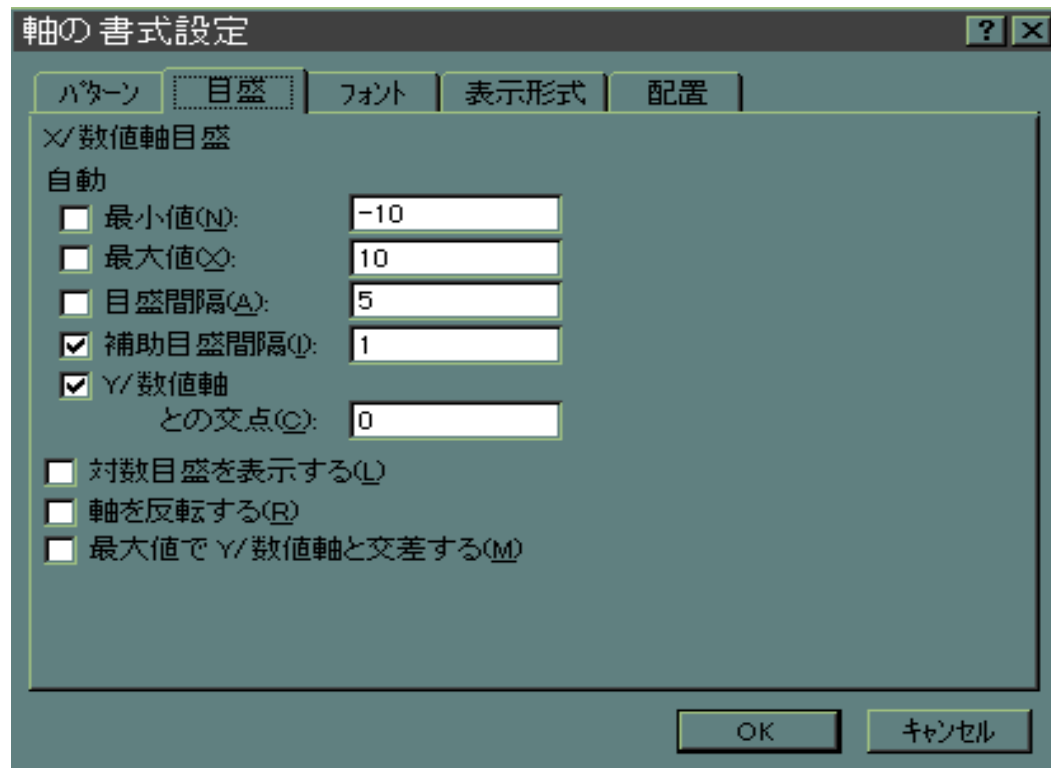 軸の書式設定
パターン 目盛 フォント 表示形式 配置
X/数値軸目盛
自動
最小値(N): -10
最大値(X): 10
目盛間隔(A): 5
補助目盛間隔(I): 1
Y/数値軸
との交点(C): 0
対数目盛を表示する(L)
軸を反転する(R)
最大値で Y/数値軸と交差する(M)
OK キャンセル